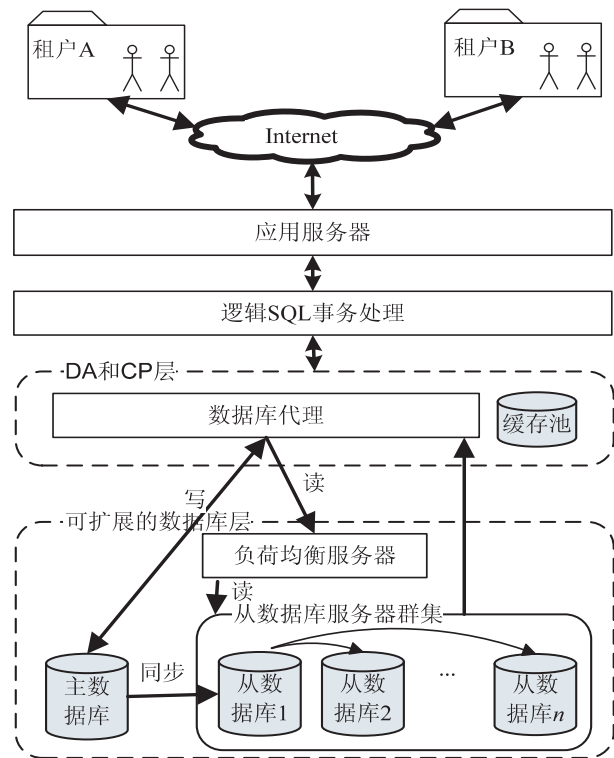 租户A
租户B
Internet
应用服务器
逻辑SQL事务处理
DA和CP层
数据库代理
缓存池
写
读
可扩展的数据库层
负荷均衡服务器
读
从数据库服务器群集
主数
据库
同步
从数
据库1
从数
据库2
...
从数
据库n